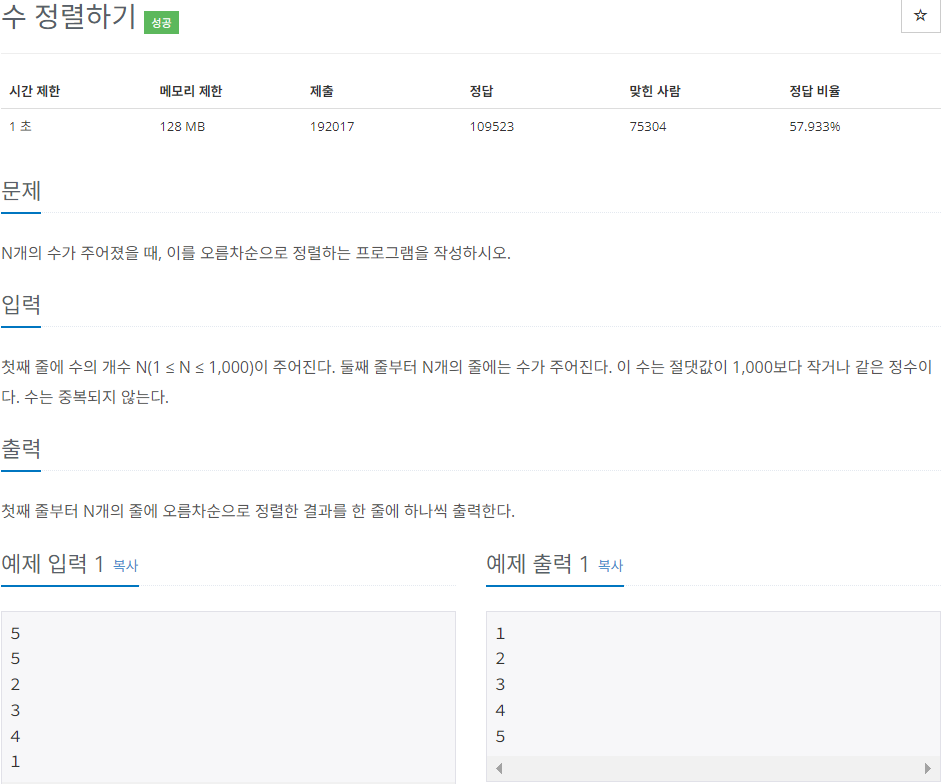 수 정렬하기 성공
☆
시간 제한 메모리 제한 제출 정답 맞힌 사람 정답 비율
1 초 128 MB 192017 109523 75304 57.933%
문제
N개의 수가 주어졌을 때, 이를 오름차순으로 정렬하는 프로그램을 작성하시오.
입력
첫째 줄에 수의 개수 N(1 ≤ N ≤ 1,000)이 주어진다. 둘째 줄부터 N개의 줄에는 수가 주어진다. 이 수는 절댓값이 1,000보다 작거나 같은 정수이
다. 수는 중복되지 않는다.
출력
첫째 줄부터 N개의 줄에 오름차순으로 정렬한 결과를 한 줄에 하나씩 출력한다.
예제 입력 1 복사
5
5
2
3
4
1
예제 출력 1 복사
1
2
3
4
5